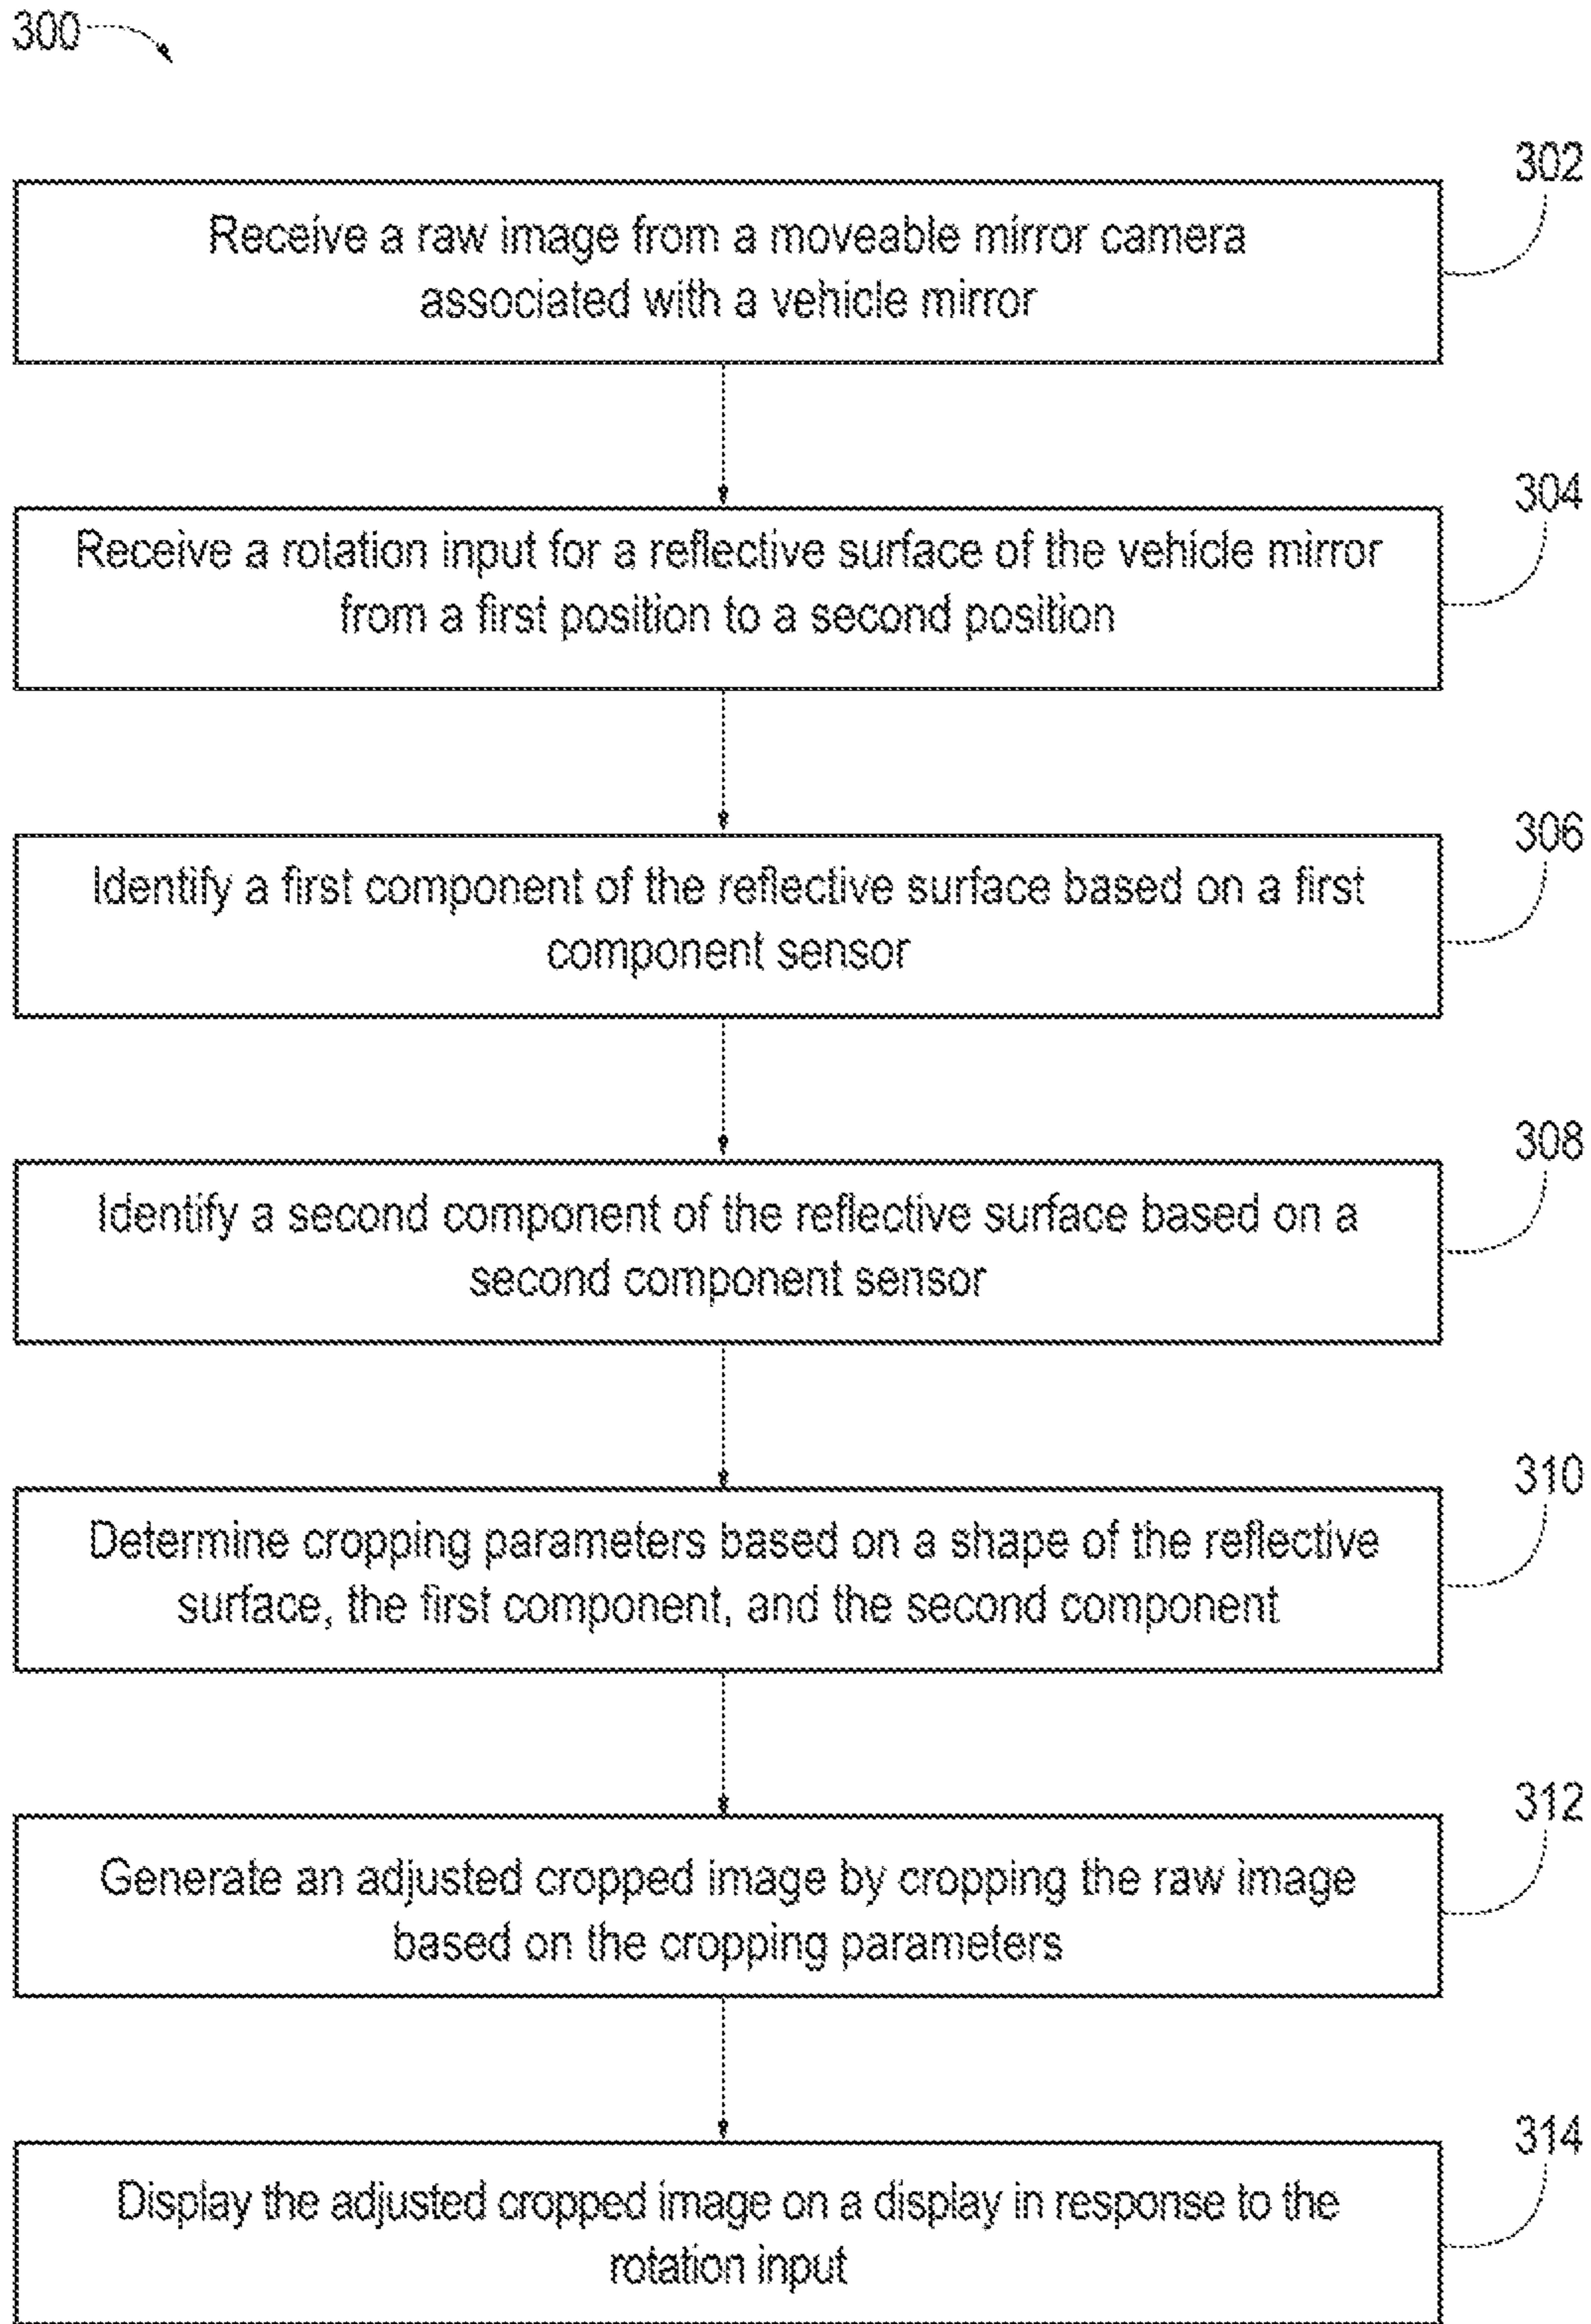 300
302
Receive a raw image from a moveable mirror camera
associated with a vehicle mirror
304
Receive a rotation input for a reflective surface of the vehicle mirror
from a first position to a second position
306
Identify a first component of the reflective surface based on a first
component sensor
308
Identify a second component of the reflective surface based on a
second component sensor
310
Determine cropping parameters based on a shape of the reflective
surface, the first component, and the second component
312
Generate an adjusted cropped image by cropping the raw image
based on the cropping parameters
314
Display the adjusted cropped image on a display in response to the
rotation input